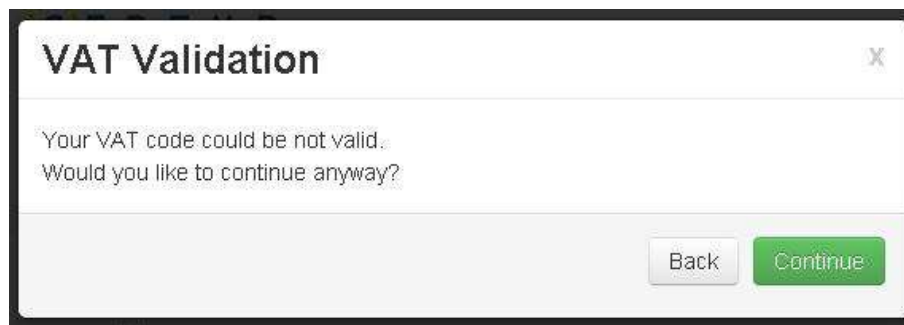 VAT Validation
x
Your VAT code could be not valid.
Would you like to continue anyway?
Back
Continue